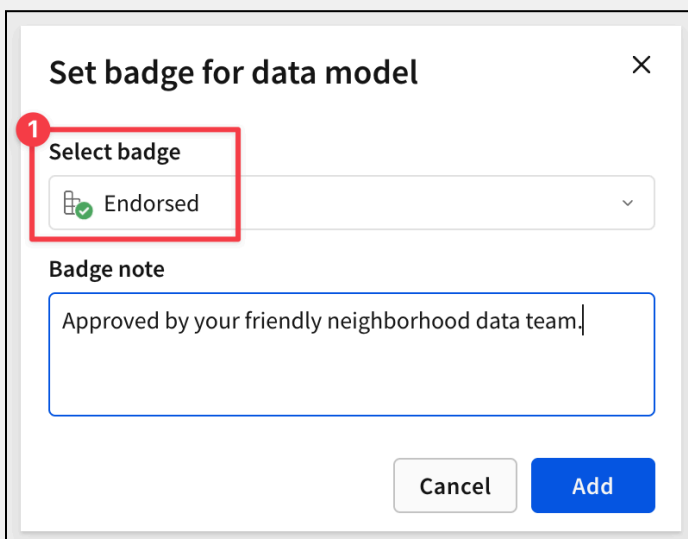 Set badge for data model
1
Select badge
Endorsed
Badge note
Approved by your friendly neighborhood data team.
Cancel
Add